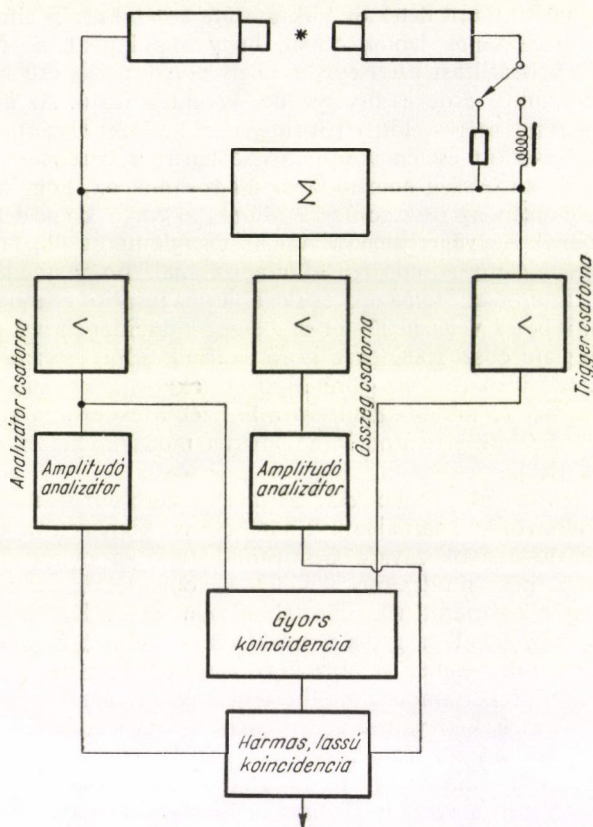 *
Σ
Analizátor csatorna
<
<
Összeg csatorna
<
Trigger csatorna
Amplitudó
analizátor
Amplitudó
analizátor
Gyors
koincidencia
Hármas, lassú
koincidencia